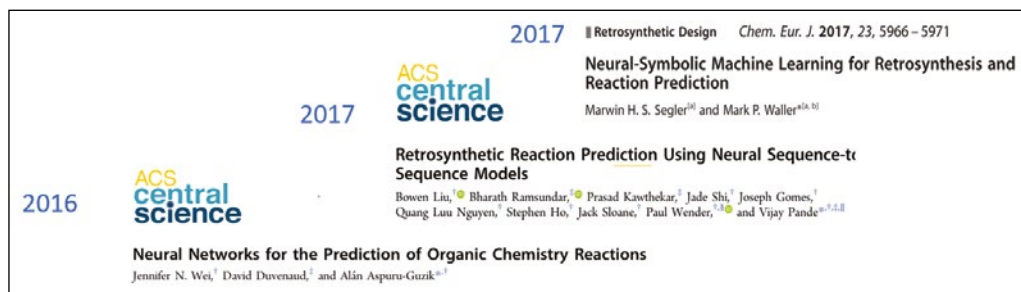 2017
Retrosynthetic Design Chem. Eur. J. 2017, 23, 5966 – 5971
Neural-Symbolic Machine Learning for Retrosynthesis and
Reaction Prediction
Marwin H. S. Segler[a] and Mark P. Waller*[a, b]
2017
ACS
central
science
Retrosynthetic Reaction Prediction Using Neural Sequence-to
Sequence Models
Bowen Liu,† Bharath Ramsundar,‡ Prasad Kawthekar,‡ Jade Shi,† Joseph Gomes,†
Quang Luu Nguyen,† Stephen Ho,† Jack Sloane,† Paul Wender,†,§ and Vijay Pande*,†,‡,∥
2016
ACS
central
science
Neural Networks for the Prediction of Organic Chemistry Reactions
Jennifer N. Wei,† David Duvenaud,‡ and Alán Aspuru-Guzik*,†